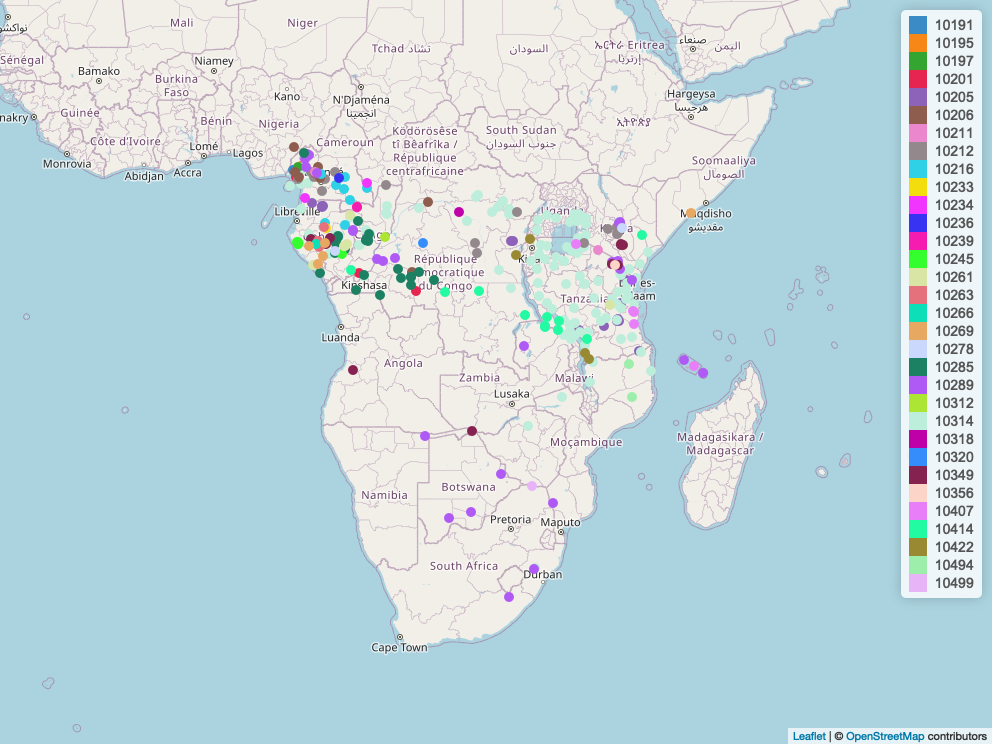 Mali
Niger
Tchad تشاد
السودان
ኤርትራ Eritrea
إرتريا
صنعاء
اليمن
Sénégal
Bamako
Burkina
Faso
Niamey
Kano
N'Djaména
انجمينا
Hargeysa
هرجيسا
Guinée
Bénin
Nigeria
Côte d'Ivoire
Lomé
Lagos
Cameroon
Ködörösêse
tî Bêafrîka /
République
centrafricaine
South Sudan
جنوب السودان
ኢትዮጵያ
Monrovia
Abidjan
Accra
Soomaaliya
الصومال
Muqdisho
مقديشو
Libreville
République
du Congo
Kinshasa
Tanzania
Luanda
Angola
Zambia
Malawi
Lusaka
Moçambique
Madagasikara /
Madagascar
Namibia
Botswana
Pretoria
Maputo
South Africa
Durban
Cape Town
10191
10195
10197
10201
10205
10206
10211
10212
10216
10233
10234
10236
10239
10245
10261
10263
10266
10269
10278
10285
10289
10312
10314
10318
10320
10349
10356
10407
10414
10422
10494
10499
Leaflet | © OpenStreetMap contributors